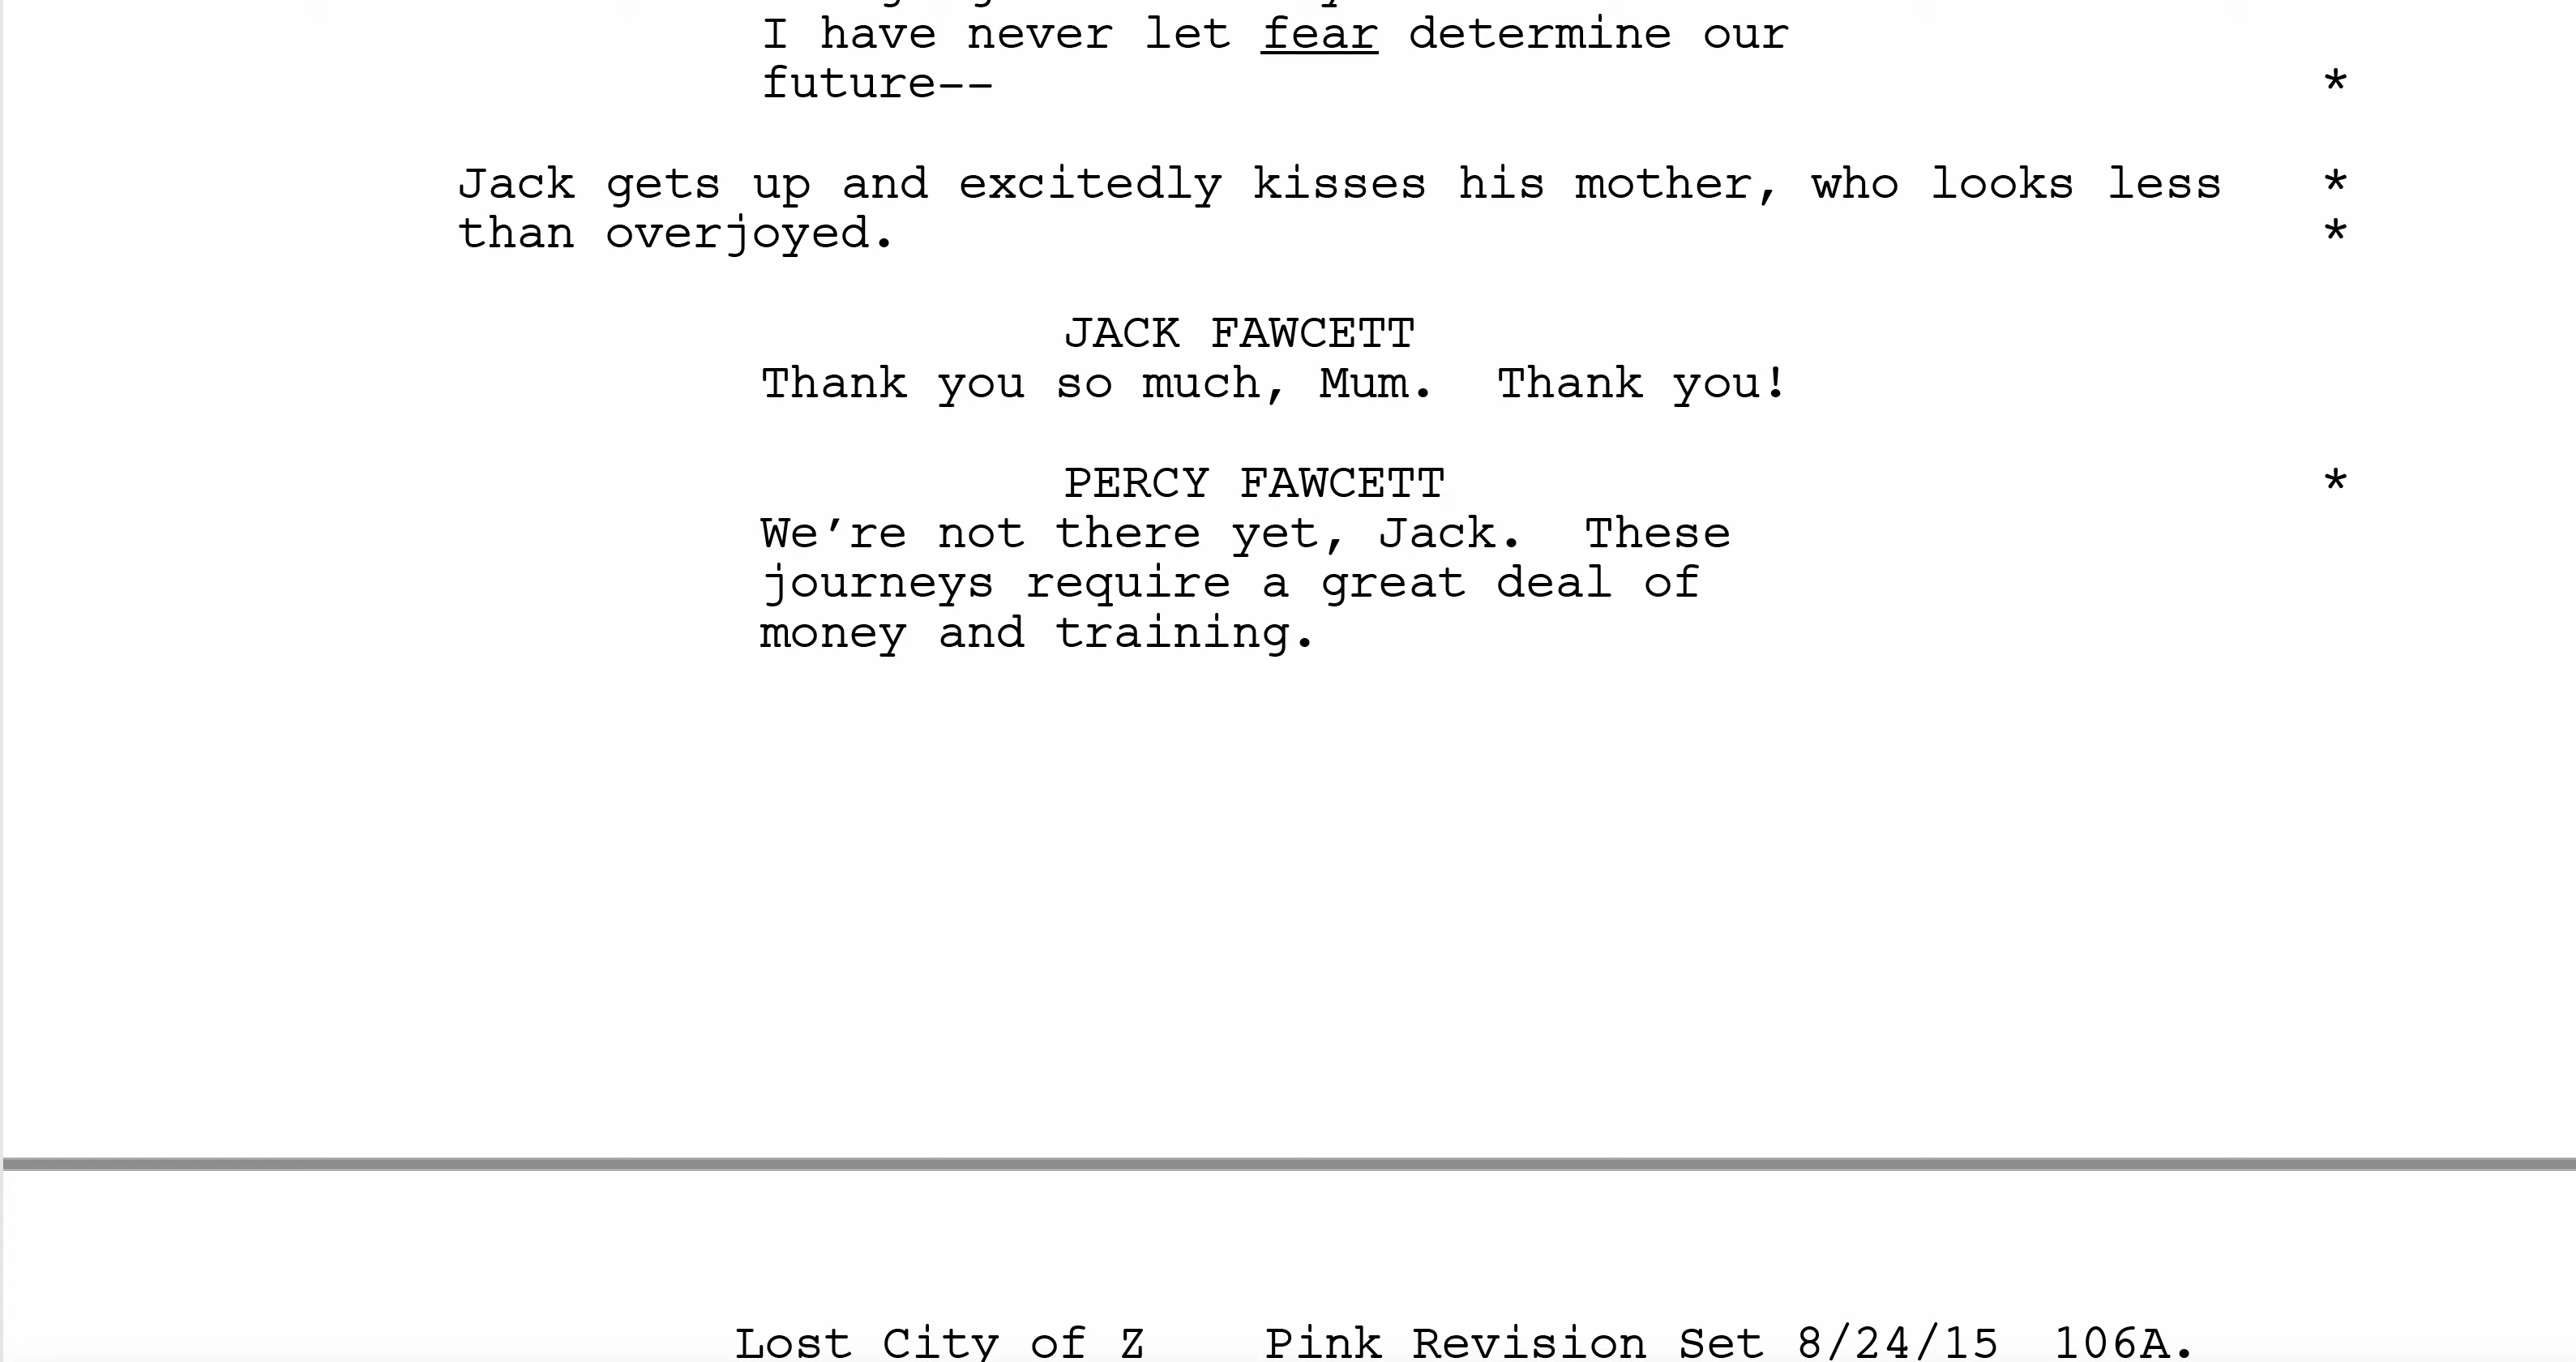 I have never let fear determine our
future-- *
Jack gets up and excitedly kisses his mother, who looks less *
than overjoyed. *
JACK FAWCETT
Thank you so much, Mum.  Thank you!
PERCY FAWCETT *
We’re not there yet, Jack.  These
journeys require a great deal of
money and training.
Lost City of Z Pink Revision Set 8/24/15 106A.